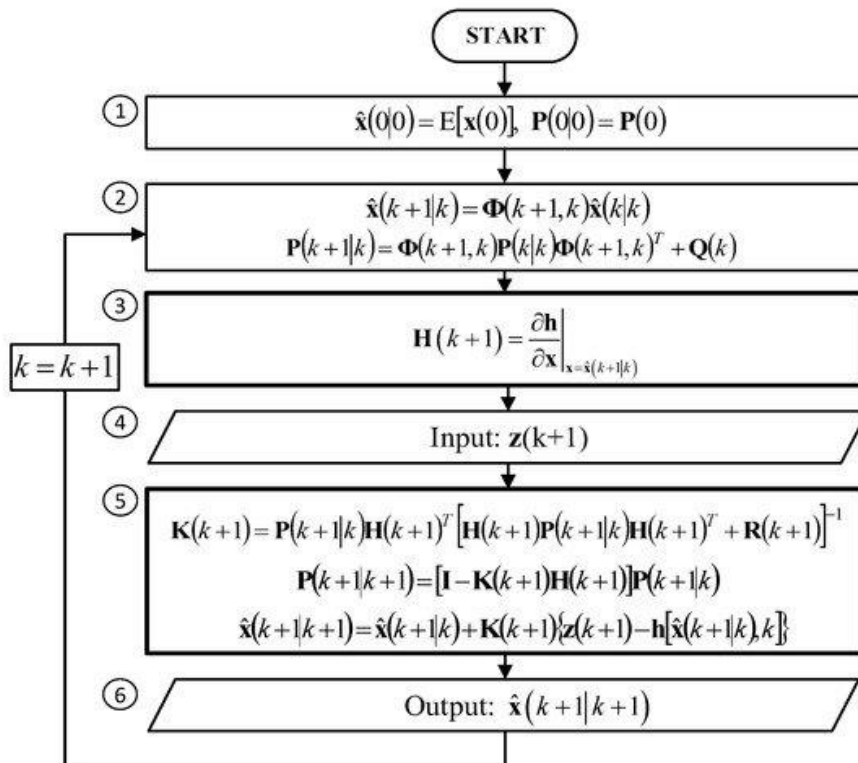 START
①
x̂(0|0) = E[x(0)], P(0|0) = P(0)
②
x̂(k+1|k) = Φ(k+1,k)x̂(k|k)
P(k+1|k) = Φ(k+1,k)P(k|k)Φ(k+1,k)ᵀ + Q(k)
③
H(k+1) = ∂h/∂x|x=x̂(k+1|k)
k = k+1
④
Input: z(k+1)
⑤
K(k+1) = P(k+1|k)H(k+1)ᵀ[H(k+1)P(k+1|k)H(k+1)ᵀ + R(k+1)]⁻¹
P(k+1|k+1) = [I−K(k+1)H(k+1)]P(k+1|k)
x̂(k+1|k+1) = x̂(k+1|k) + K(k+1){z(k+1)−h[x̂(k+1|k),k]}
⑥
Output: x̂(k+1|k+1)